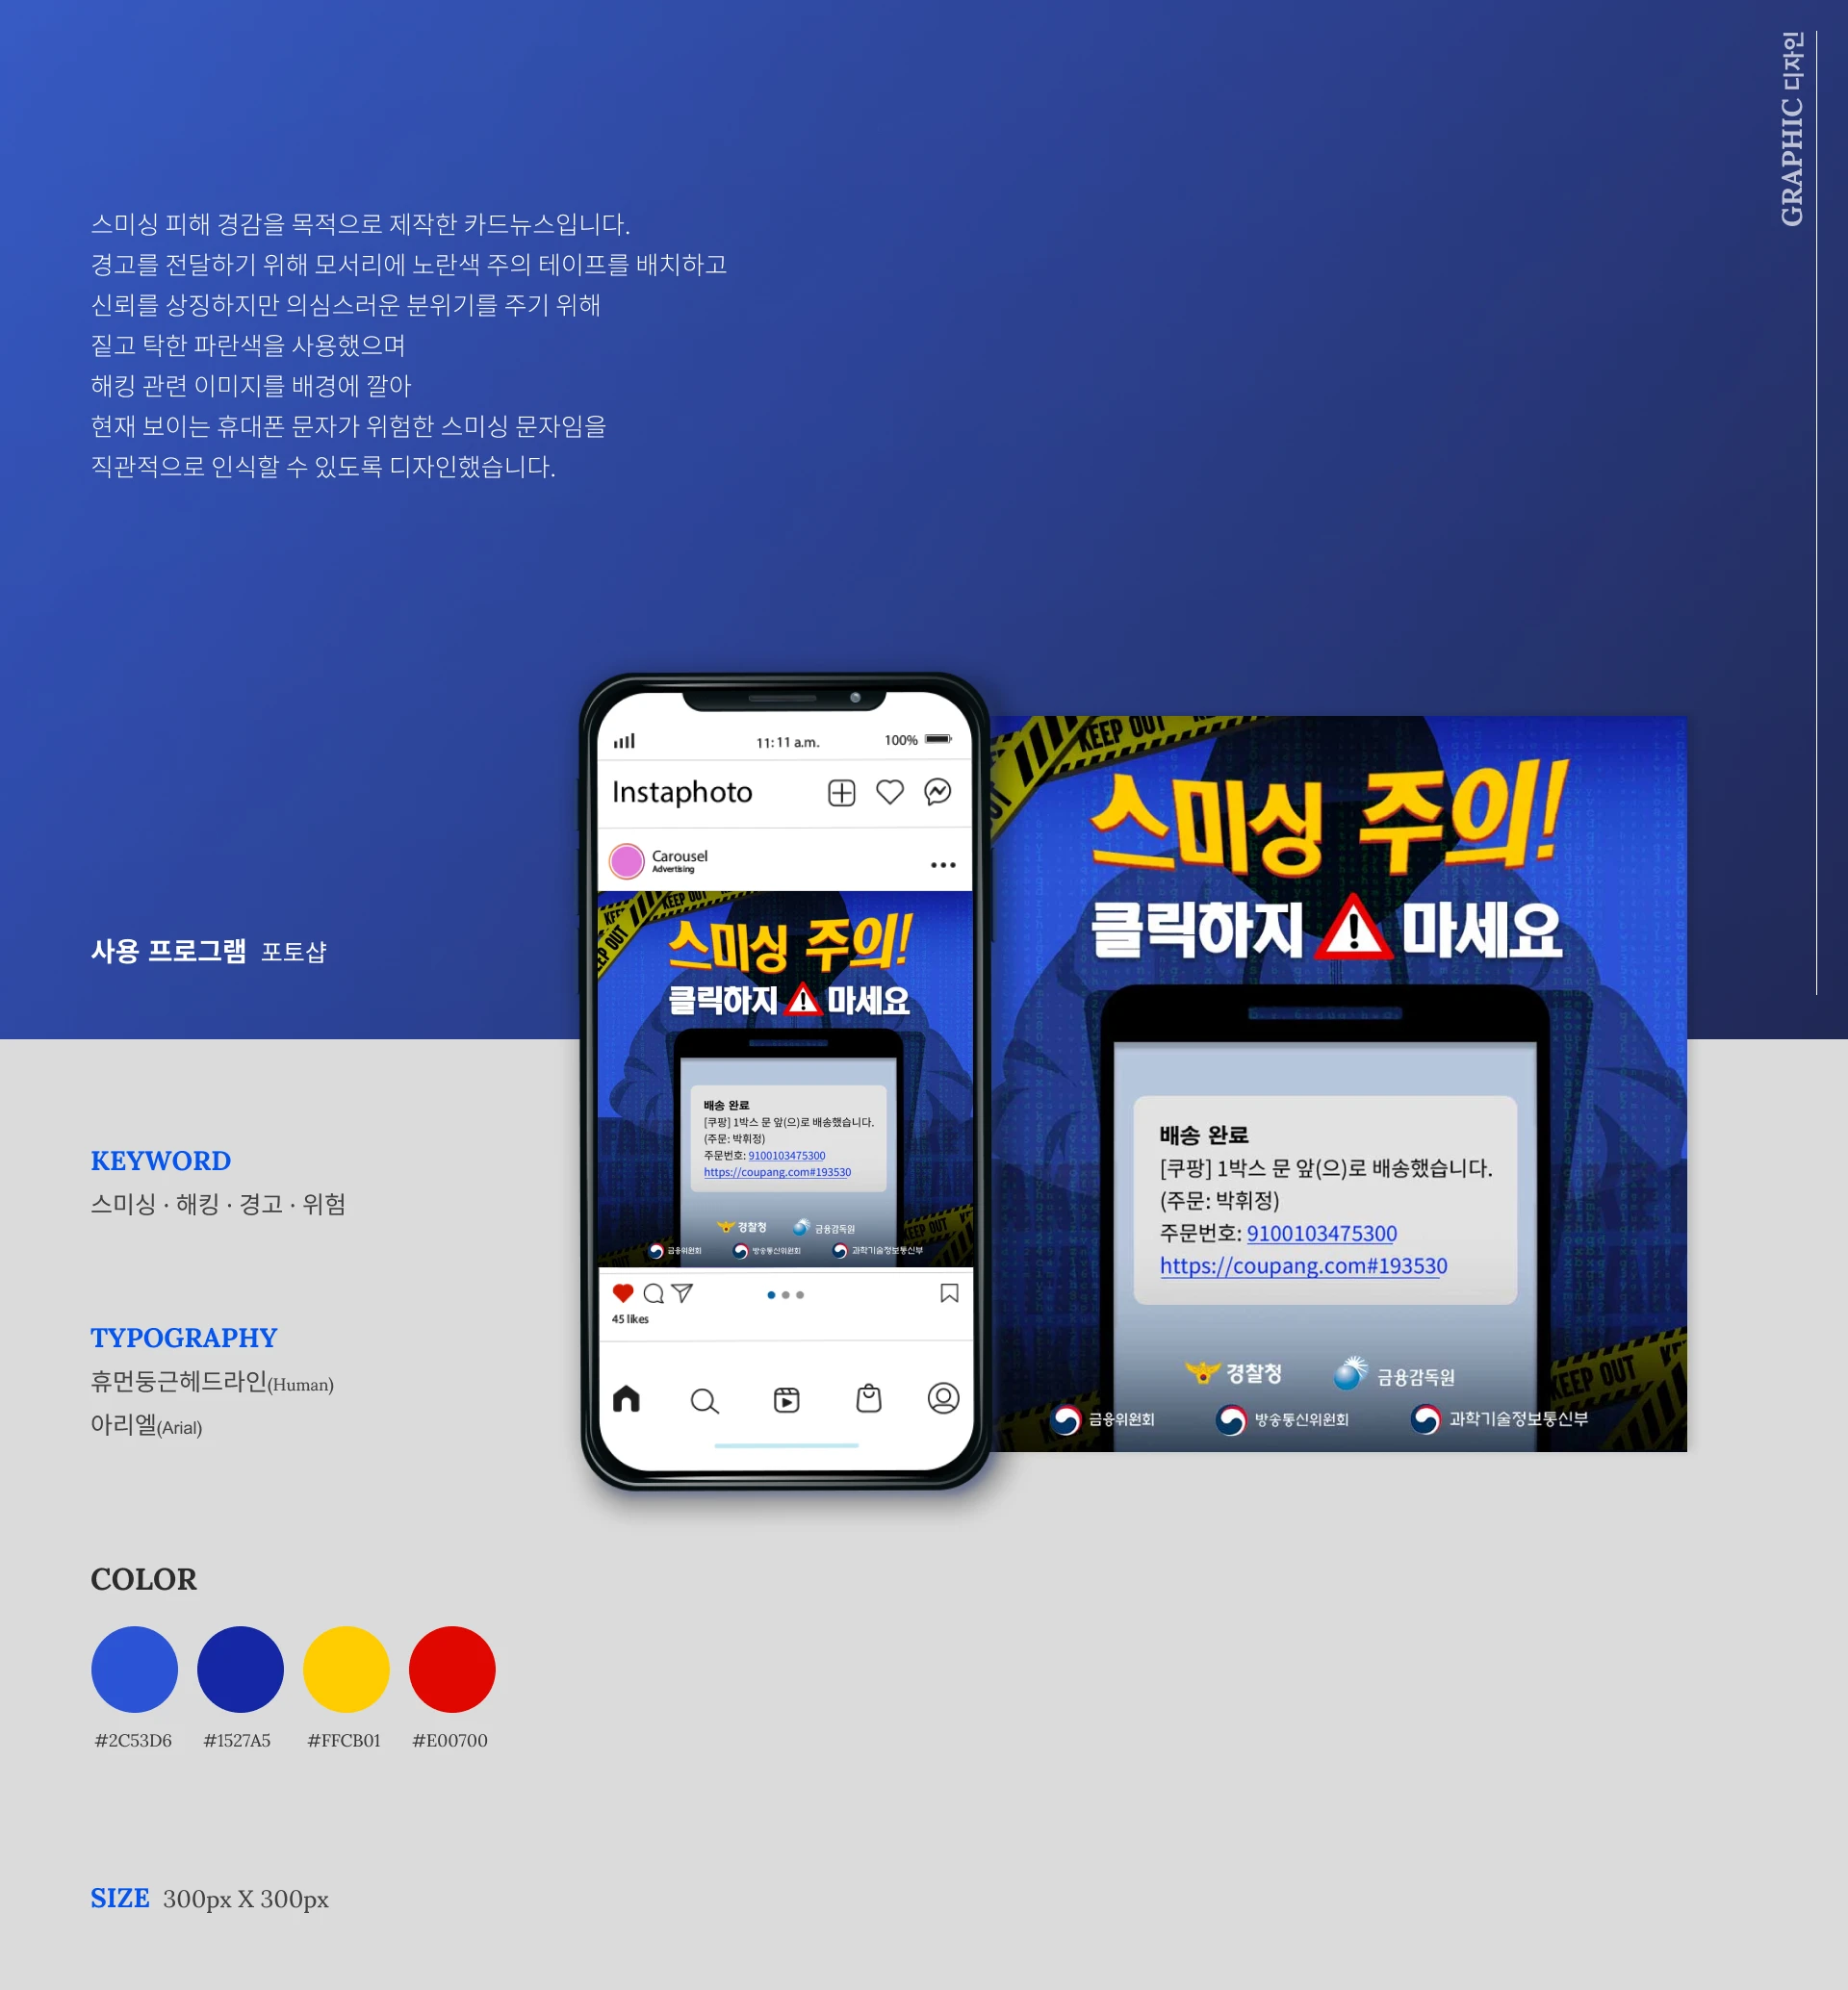 GRAPHIC 디자인
스미싱 피해 경감을 목적으로 제작한 카드뉴스입니다.
경고를 전달하기 위해 모서리에 노란색 주의 테이프를 배치하고
신뢰를 상징하지만 의심스러운 분위기를 주기 위해
짙고 탁한 파란색을 사용했으며
해킹 관련 이미지를 배경에 깔아
현재 보이는 휴대폰 문자가 위험한 스미싱 문자임을
직관적으로 인식할 수 있도록 디자인했습니다.
사용 프로그램 포토샵
KEYWORD
스미싱 · 해킹 · 경고 · 위험
TYPOGRAPHY
휴먼둥근헤드라인(Human)
아리엘(Arial)
COLOR
#2C53D6 #1527A5 #FFCB01 #E00700
SIZE 300px X 300px
11:11 a.m. 100%
Instaphoto
Carousel
Advertising
KEEP OUT
KEEP OUT
스미싱 주의!
클릭하지 마세요
배송 완료
[쿠팡] 1박스 문 앞(으)로 배송했습니다.
(주문: 박휘정)
주문번호: 9100103475300
https://coupang.com#193530
KEEP OUT
경찰청 금융감독원
금융위원회 방송통신위원회 과학기술정보통신부
45 likes
KEEP OUT
스미싱 주의!
클릭하지 마세요
배송 완료
[쿠팡] 1박스 문 앞(으)로 배송했습니다.
(주문: 박휘정)
주문번호: 9100103475300
https://coupang.com#193530
KEEP OUT
경찰청 금융감독원
금융위원회 방송통신위원회 과학기술정보통신부